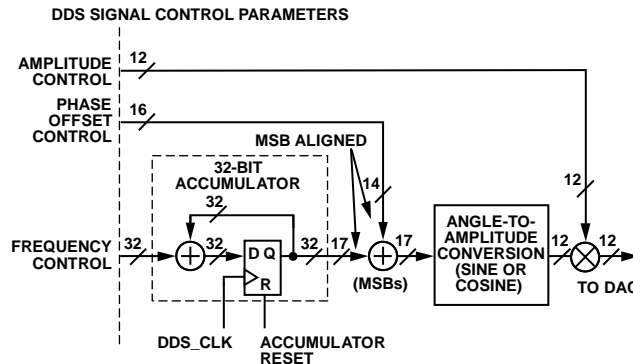 DDS SIGNAL CONTROL PARAMETERS
AMPLITUDE
CONTROL
12
PHASE
OFFSET
CONTROL
16
MSB ALIGNED
32-BIT
ACCUMULATOR
14
12
32
FREQUENCY
CONTROL
32
32
D Q
R
32
17
(MSBs)
17
ANGLE-TO-
AMPLITUDE
CONVERSION
(SINE OR
COSINE)
12
12
TO DAC
DDS_CLK
ACCUMULATOR
RESET